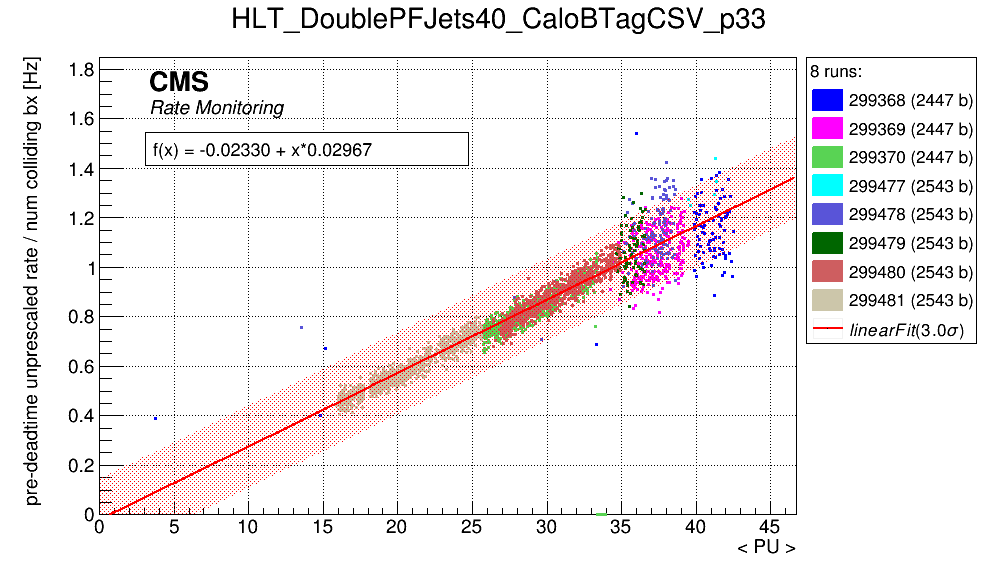 HLT_DoublePFJets40_CaloBTagCSV_p33
pre-deadtime unprescaled rate / num colliding bx [Hz]
CMS
Rate Monitoring
f(x) = -0.02330 + x*0.02967
1.8
1.6
1.4
1.2
1
0.8
0.6
0.4
0.2
0
0 5 10 15 20 25 30 35 40 45
< PU >
8 runs:
299368 (2447 b)
299369 (2447 b)
299370 (2447 b)
299477 (2543 b)
299478 (2543 b)
299479 (2543 b)
299480 (2543 b)
299481 (2543 b)
linearFit(3.0σ)